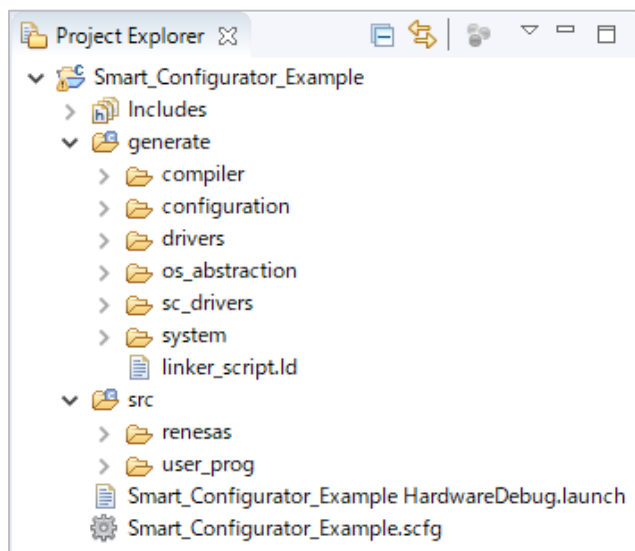 Project Explorer
Smart_Configurator_Example
Includes
generate
compiler
configuration
drivers
os_abstraction
sc_drivers
system
linker_script.ld
src
renesas
user_prog
Smart_Configurator_Example HardwareDebug.launch
Smart_Configurator_Example.scfg